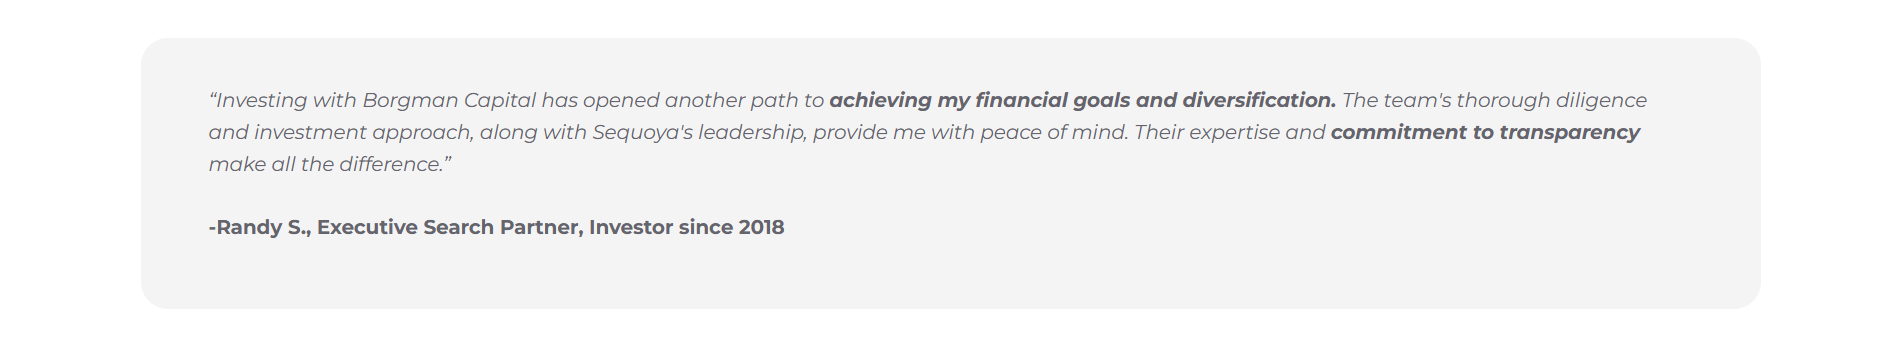 “Investing with Borgman Capital has opened another path to achieving my financial goals and diversification. The team's thorough diligence
and investment approach, along with Sequoya's leadership, provide me with peace of mind. Their expertise and commitment to transparency
make all the difference.”
-Randy S., Executive Search Partner, Investor since 2018